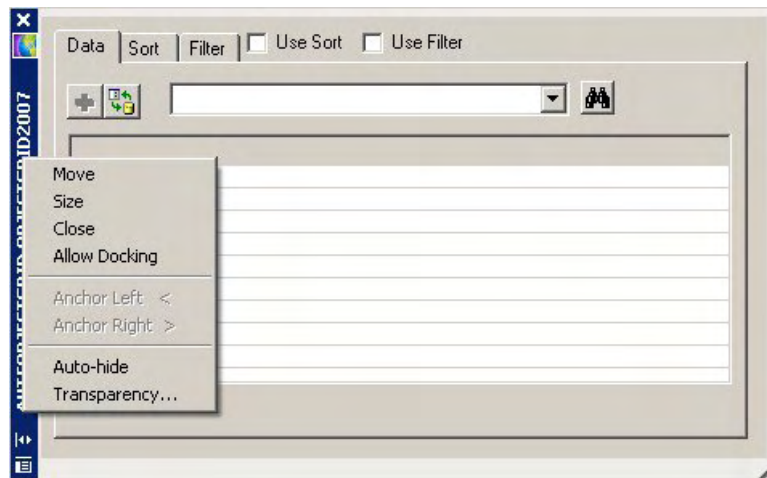 Data Sort Filter Use Sort Use Filter
Move
Size
Close
Allow Docking
Anchor Left <
Anchor Right >
Auto-hide
Transparency...